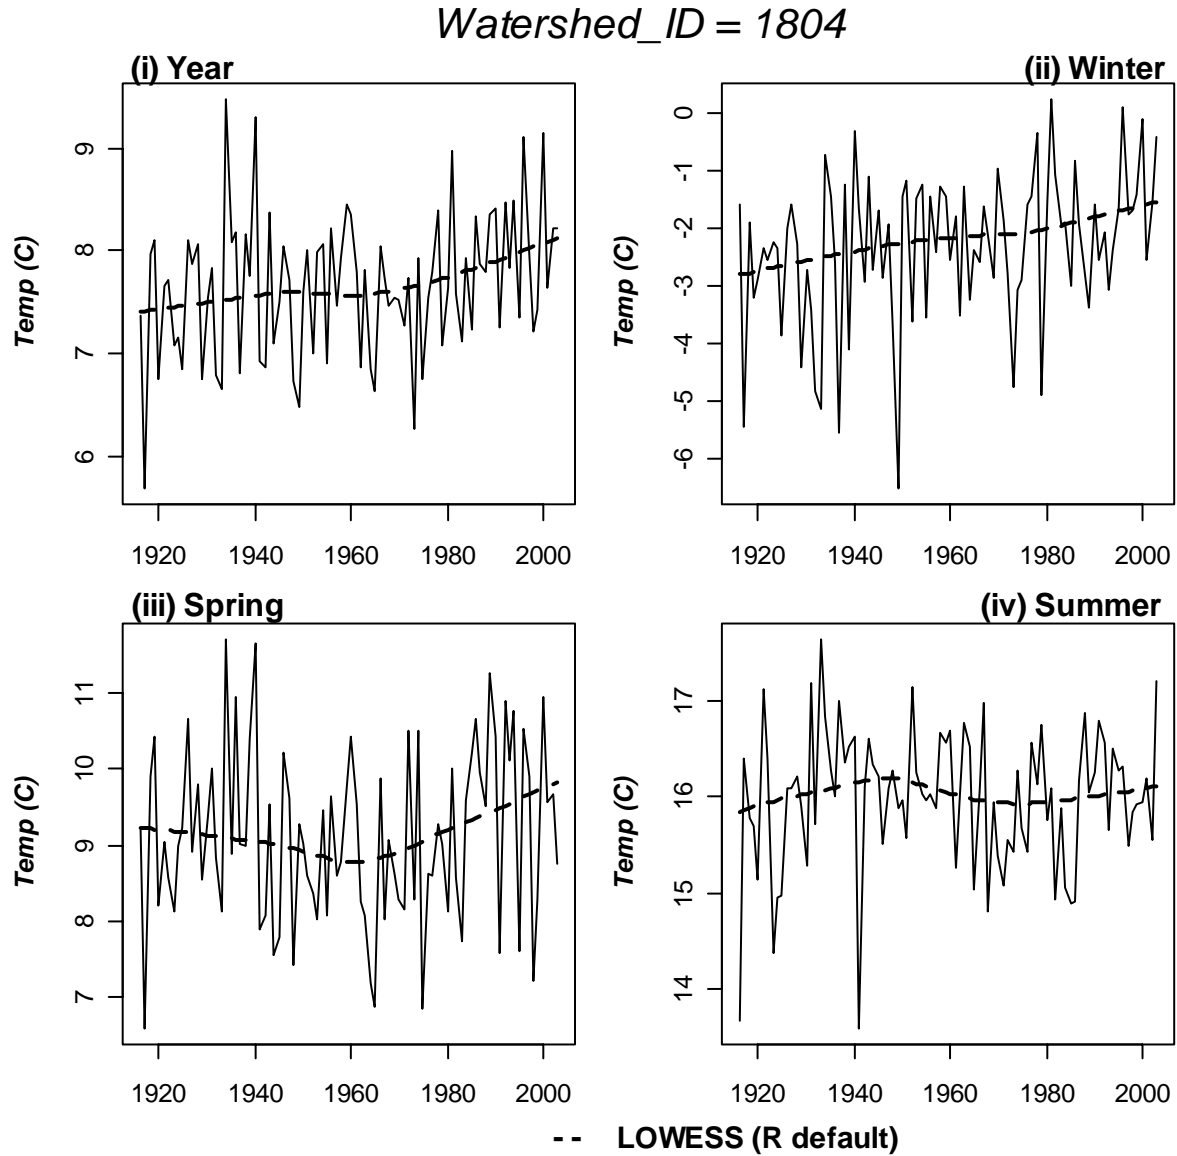 Watershed_ID = 1804
(i) Year
(ii) Winter
Temp (C)
9
8
7
6
1920 1940 1960 1980 2000
Temp (C)
0
-1
-2
-3
-4
-5
-6
1920 1940 1960 1980 2000
(iii) Spring
(iv) Summer
Temp (C)
11
10
9
8
7
1920 1940 1960 1980 2000
Temp (C)
17
16
15
14
1920 1940 1960 1980 2000
- - LOWESS (R default)